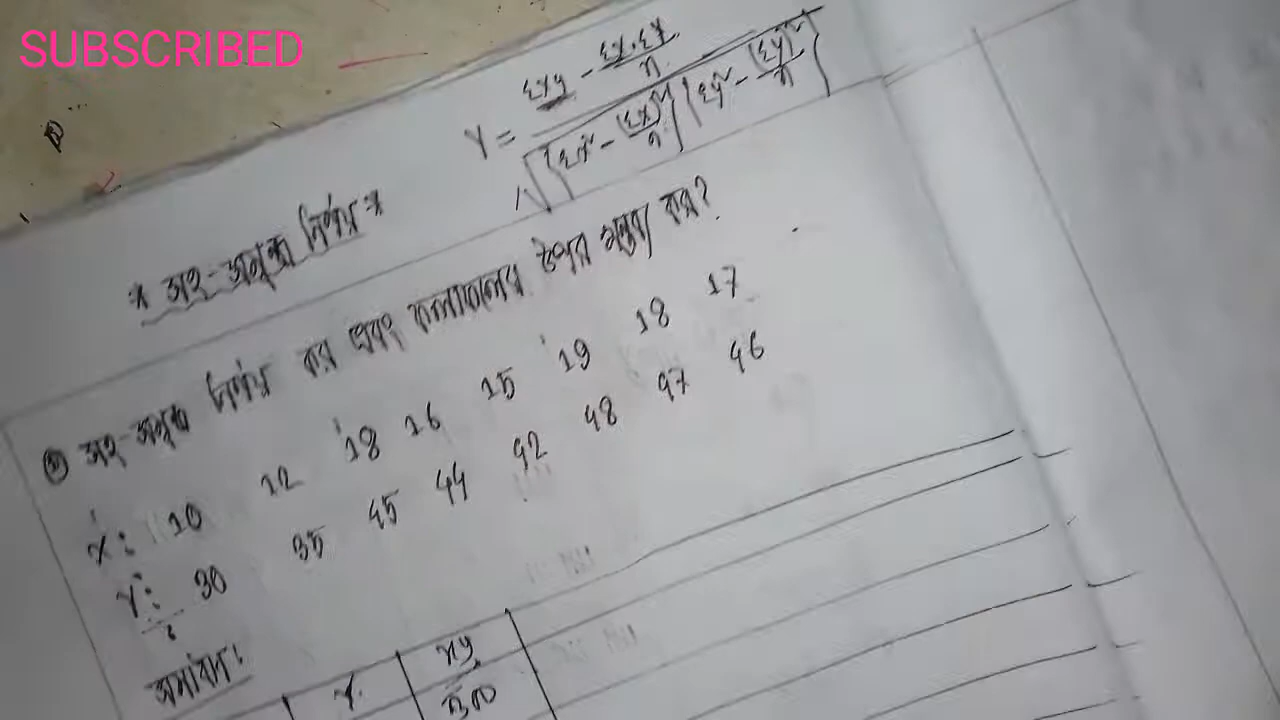 SUBSCRIBED
r = Σxy - Σx.Σy/n / √{Σx² - (Σx)²/n}{Σy² - (Σy)²/n}
* সহ-সম্বন্ধ নির্ণয় :*
সহ-সম্বন্ধ নির্ণয় কর এবং ফলাফলের উপর মন্তব্য কর?
x: 10 12 18 16 15 19 18 17
y: 30 35 45 44 42 48 47 46
সমাধান:
y xy